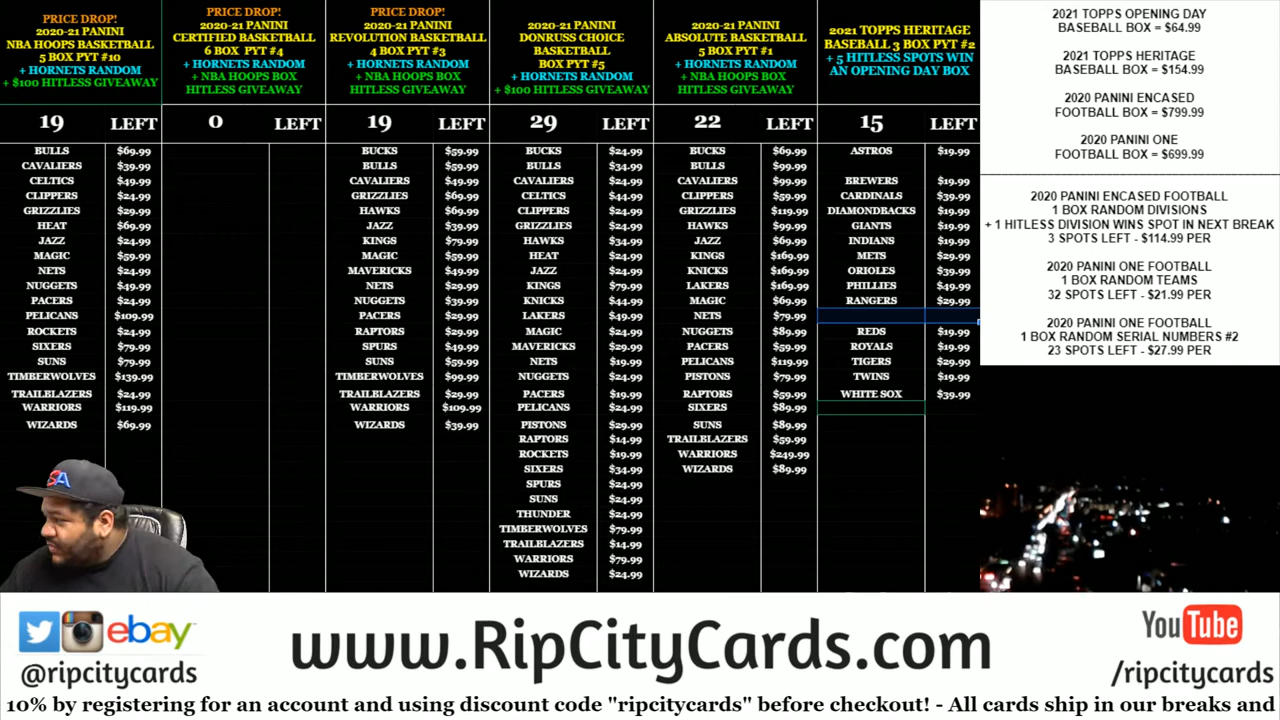 PRICE DROP!
2020-21 PANINI
NBA HOOPS BASKETBALL
5 BOX PYT #10
+ HORNETS RANDOM
+ $100 HITLESS GIVEAWAY
19 LEFT
BULLS $69.99
CAVALIERS $39.99
CELTICS $49.99
CLIPPERS $24.99
GRIZZLIES $29.99
HEAT $69.99
JAZZ $24.99
MAGIC $59.99
NETS $24.99
NUGGETS $49.99
PACERS $24.99
PELICANS $109.99
ROCKETS $24.99
SIXERS $79.99
SUNS $79.99
TIMBERWOLVES $139.99
TRAILBLAZERS $24.99
WARRIORS $119.99
WIZARDS $69.99
PRICE DROP!
2020-21 PANINI
CERTIFIED BASKETBALL
6 BOX PYT #4
+ HORNETS RANDOM
+ NBA HOOPS BOX
HITLESS GIVEAWAY
0 LEFT
PRICE DROP!
2020-21 PANINI
REVOLUTION BASKETBALL
4 BOX PYT #3
+ HORNETS RANDOM
+ NBA HOOPS BOX
HITLESS GIVEAWAY
19 LEFT
BUCKS $59.99
BULLS $59.99
CAVALIERS $49.99
GRIZZLIES $69.99
HAWKS $69.99
JAZZ $39.99
KINGS $79.99
MAGIC $59.99
MAVERICKS $49.99
NETS $29.99
NUGGETS $39.99
PACERS $29.99
RAPTORS $29.99
SPURS $49.99
SUNS $59.99
TIMBERWOLVES $99.99
TRAILBLAZERS $29.99
WARRIORS $109.99
WIZARDS $39.99
2020-21 PANINI
DONRUSS CHOICE
BASKETBALL
BOX PYT #5
+ HORNETS RANDOM
+ $100 HITLESS GIVEAWAY
29 LEFT
BUCKS $24.99
BULLS $34.99
CAVALIERS $24.99
CELTICS $44.99
CLIPPERS $24.99
GRIZZLIES $24.99
HAWKS $34.99
HEAT $24.99
JAZZ $24.99
KINGS $79.99
KNICKS $44.99
LAKERS $49.99
MAGIC $24.99
MAVERICKS $29.99
NETS $19.99
NUGGETS $24.99
PACERS $19.99
PELICANS $24.99
PISTONS $29.99
RAPTORS $14.99
ROCKETS $19.99
SIXERS $34.99
SPURS $24.99
SUNS $24.99
THUNDER $24.99
TIMBERWOLVES $79.99
TRAILBLAZERS $14.99
WARRIORS $79.99
WIZARDS $24.99
2020-21 PANINI
ABSOLUTE BASKETBALL
5 BOX PYT #1
+ HORNETS RANDOM
+ NBA HOOPS BOX
HITLESS GIVEAWAY
22 LEFT
BUCKS $69.99
BULLS $99.99
CAVALIERS $99.99
CLIPPERS $59.99
GRIZZLIES $119.99
HAWKS $99.99
JAZZ $69.99
KINGS $169.99
KNICKS $169.99
LAKERS $169.99
MAGIC $69.99
NETS $79.99
NUGGETS $89.99
PACERS $59.99
PELICANS $119.99
PISTONS $79.99
RAPTORS $59.99
SIXERS $89.99
SUNS $89.99
TRAILBLAZERS $59.99
WARRIORS $249.99
WIZARDS $89.99
2021 TOPPS HERITAGE
BASEBALL 3 BOX PYT #2
+ 5 HITLESS SPOTS WIN
AN OPENING DAY BOX
15 LEFT
ASTROS $19.99
BREWERS $19.99
CARDINALS $39.99
DIAMONDBACKS $19.99
GIANTS $19.99
INDIANS $19.99
METS $29.99
ORIOLES $39.99
PHILLIES $49.99
RANGERS $29.99
REDS $19.99
ROYALS $19.99
TIGERS $29.99
TWINS $19.99
WHITE SOX $39.99
2021 TOPPS OPENING DAY
BASEBALL BOX = $64.99
2021 TOPPS HERITAGE
BASEBALL BOX = $154.99
2020 PANINI ENCASED
FOOTBALL BOX = $799.99
2020 PANINI ONE
FOOTBALL BOX = $699.99
2020 PANINI ENCASED FOOTBALL
1 BOX RANDOM DIVISIONS
+ 1 HITLESS DIVISION WINS SPOT IN NEXT BREAK
3 SPOTS LEFT - $114.99 PER
2020 PANINI ONE FOOTBALL
1 BOX RANDOM TEAMS
32 SPOTS LEFT - $21.99 PER
2020 PANINI ONE FOOTBALL
1 BOX RANDOM SERIAL NUMBERS #2
23 SPOTS LEFT - $27.99 PER
ebay
@ripcitycards
www.RipCityCards.com
YouTube
/ripcitycards
10% by registering for an account and using discount code "ripcitycards" before checkout! - All cards ship in our breaks and